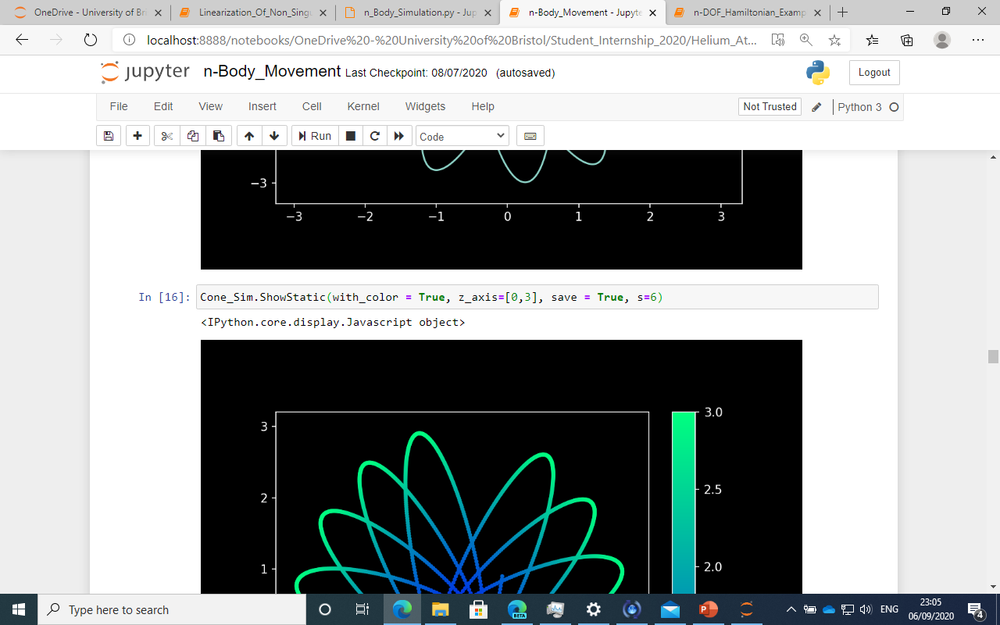 OneDrive - University of Bri
Linearization_Of_Non_Singu
n_Body_Simulation.py - Jup
n-Body_Movement - Jupyte
n-DOF_Hamiltonian_Examp
localhost:8888/notebooks/OneDrive%20-%20University%20of%20Bristol/Student_Internship_2020/Helium_At...
jupyter n-Body_Movement Last Checkpoint: 08/07/2020 (autosaved)
Logout
File Edit View Insert Cell Kernel Widgets Help
Not Trusted
Python 3
Run
Code
−3
−3 −2 −1 0 1 2 3
In [16]: Cone_Sim.ShowStatic(with_color = True, z_axis=[0,3], save = True, s=6)
<IPython.core.display.Javascript object>
3
2
1
3.0
2.5
2.0
Type here to search
BETA
ENG
23:05
06/09/2020
4